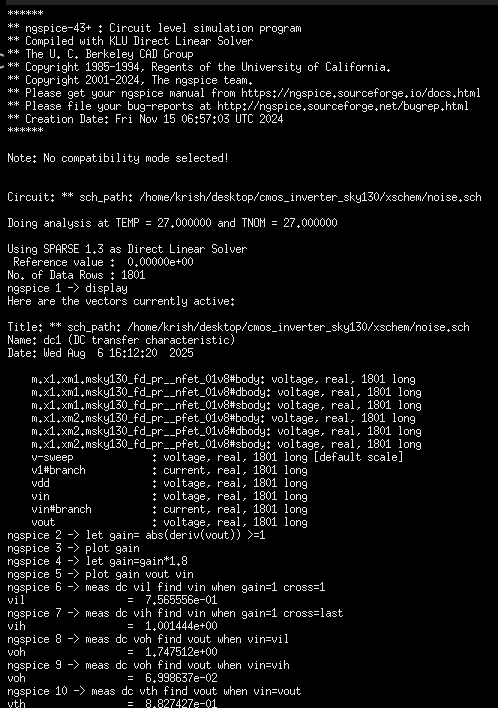 ******
** ngspice-43+ : Circuit level simulation program
** Compiled with KLU Direct Linear Solver
** The U. C. Berkeley CAD Group
** Copyright 1985-1994, Regents of the University of California.
** Copyright 2001-2024, The ngspice team.
** Please get your ngspice manual from https://ngspice.sourceforge.io/docs.html
** Please file your bug-reports at http://ngspice.sourceforge.net/bugrep.html
** Creation Date: Fri Nov 15 06:57:03 UTC 2024
******
Note: No compatibility mode selected!
Circuit: ** sch_path: /home/krish/desktop/cmos_inverter_sky130/xschem/noise.sch
Doing analysis at TEMP = 27.000000 and TNOM = 27.000000
Using SPARSE 1.3 as Direct Linear Solver
Reference value : 0.00000e+00
No. of Data Rows : 1801
ngspice 1 -> display
Here are the vectors currently active:
Title: ** sch_path: /home/krish/desktop/cmos_inverter_sky130/xschem/noise.sch
Name: dc1 (DC transfer characteristic)
Date: Wed Aug 6 16:12:20 2025
m.x1.xm1.msky130_fd_pr__nfet_01v8#body: voltage, real, 1801 long
m.x1.xm1.msky130_fd_pr__nfet_01v8#dbody: voltage, real, 1801 long
m.x1.xm1.msky130_fd_pr__nfet_01v8#sbody: voltage, real, 1801 long
m.x1.xm2.msky130_fd_pr__pfet_01v8#body: voltage, real, 1801 long
m.x1.xm2.msky130_fd_pr__pfet_01v8#dbody: voltage, real, 1801 long
m.x1.xm2.msky130_fd_pr__pfet_01v8#sbody: voltage, real, 1801 long
v-sweep : voltage, real, 1801 long [default scale]
v1#branch : current, real, 1801 long
vdd : voltage, real, 1801 long
vin : voltage, real, 1801 long
vin#branch : current, real, 1801 long
vout : voltage, real, 1801 long
ngspice 2 -> let gain= abs(deriv(vout)) >=1
ngspice 3 -> plot gain
ngspice 4 -> let gain=gain*1.8
ngspice 5 -> plot gain vout vin
ngspice 6 -> meas dc vil find vin when gain=1 cross=1
vil = 7.565556e-01
ngspice 7 -> meas dc vih find vin when gain=1 cross=last
vih = 1.001444e+00
ngspice 8 -> meas dc voh find vout when vin=vil
voh = 1.747512e+00
ngspice 9 -> meas dc voh find vout when vin=vih
voh = 6.998637e-02
ngspice 10 -> meas dc vth find vout when vin=vout
vth = 8.827427e-01